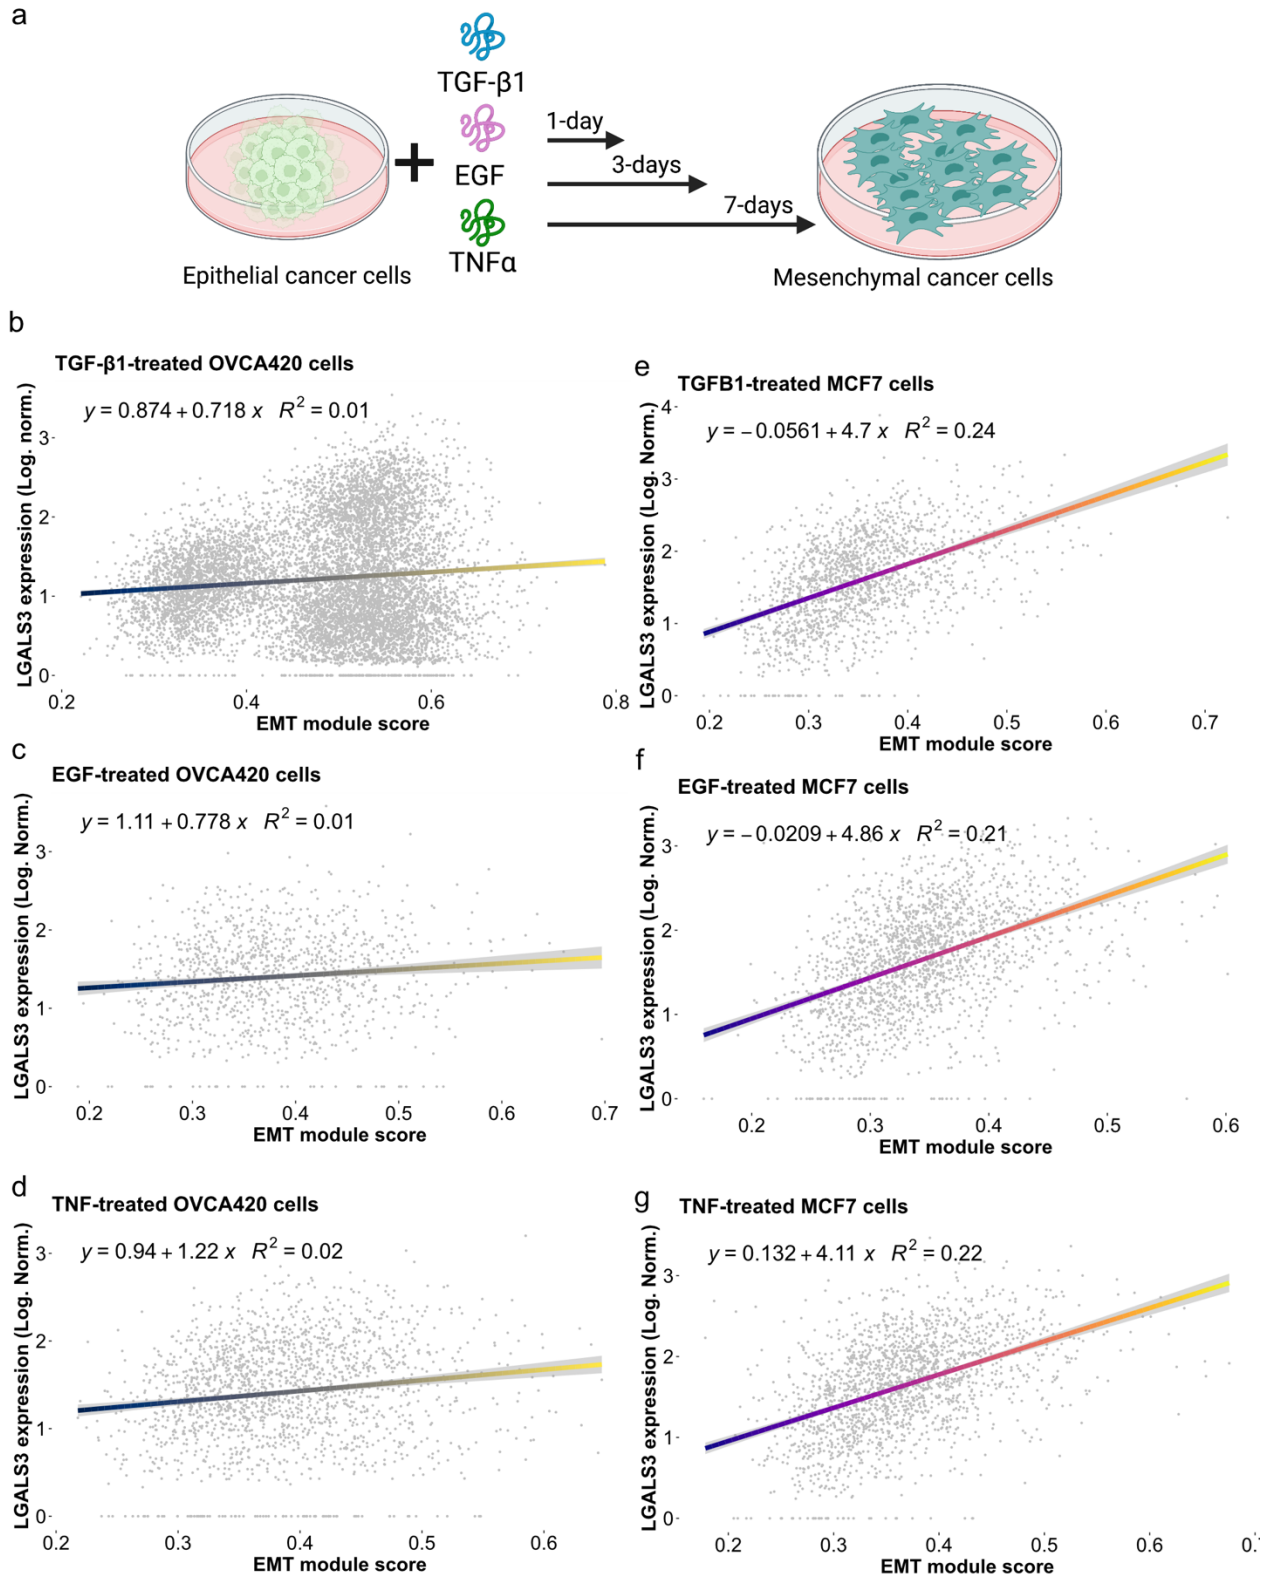 a
TGF-β1
EGF
TNFα
1-day
3-days
7-days
Epithelial cancer cells
Mesenchymal cancer cells
b
TGF-β1-treated OVCA420 cells
y = 0.874 + 0.718 x R² = 0.01
LGALS3 expression (Log. norm.)
3
2
1
0
0.2 0.4 0.6 0.8
EMT module score
c
EGF-treated OVCA420 cells
y = 1.11 + 0.778 x R² = 0.01
LGALS3 expression (Log. Norm.)
3
2
1
0
0.2 0.3 0.4 0.5 0.6 0.7
EMT module score
d
TNF-treated OVCA420 cells
y = 0.94 + 1.22 x R² = 0.02
LGALS3 expression (Log. Norm.)
3
2
1
0
0.2 0.3 0.4 0.5 0.6
EMT module score
e
TGFB1-treated MCF7 cells
y = −0.0561 + 4.7 x R² = 0.24
LGALS3 expression (Log. Norm.)
4
3
2
1
0
0.2 0.3 0.4 0.5 0.6 0.7
EMT module score
f
EGF-treated MCF7 cells
y = −0.0209 + 4.86 x R² = 0.21
LGALS3 expression (Log. Norm.)
3
2
1
0
0.2 0.3 0.4 0.5 0.6
EMT module score
g
TNF-treated MCF7 cells
y = 0.132 + 4.11 x R² = 0.22
LGALS3 expression (Log. Norm.)
3
2
1
0
0.2 0.3 0.4 0.5 0.6
EMT module score